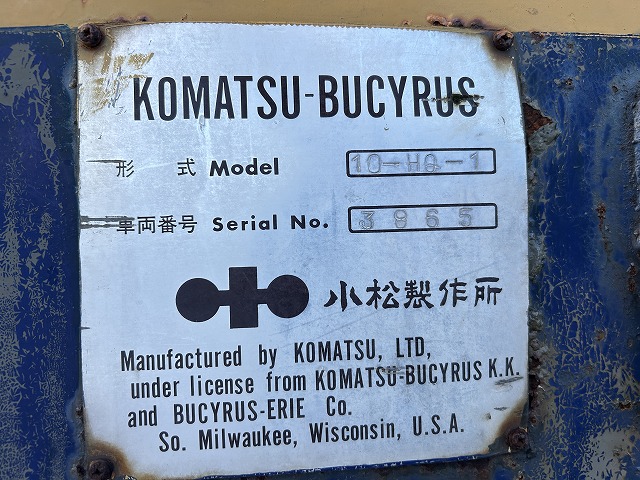 KOMATSU-BUCYRUS
形 式 Model 10-HQ-1
車両番号 Serial No. 3965
小松製作所
Manufactured by KOMATSU, LTD,
under license from KOMATSU-BUCYRUS K.K.
and BUCYRUS-ERIE Co.
So. Milwaukee, Wisconsin, U.S.A.